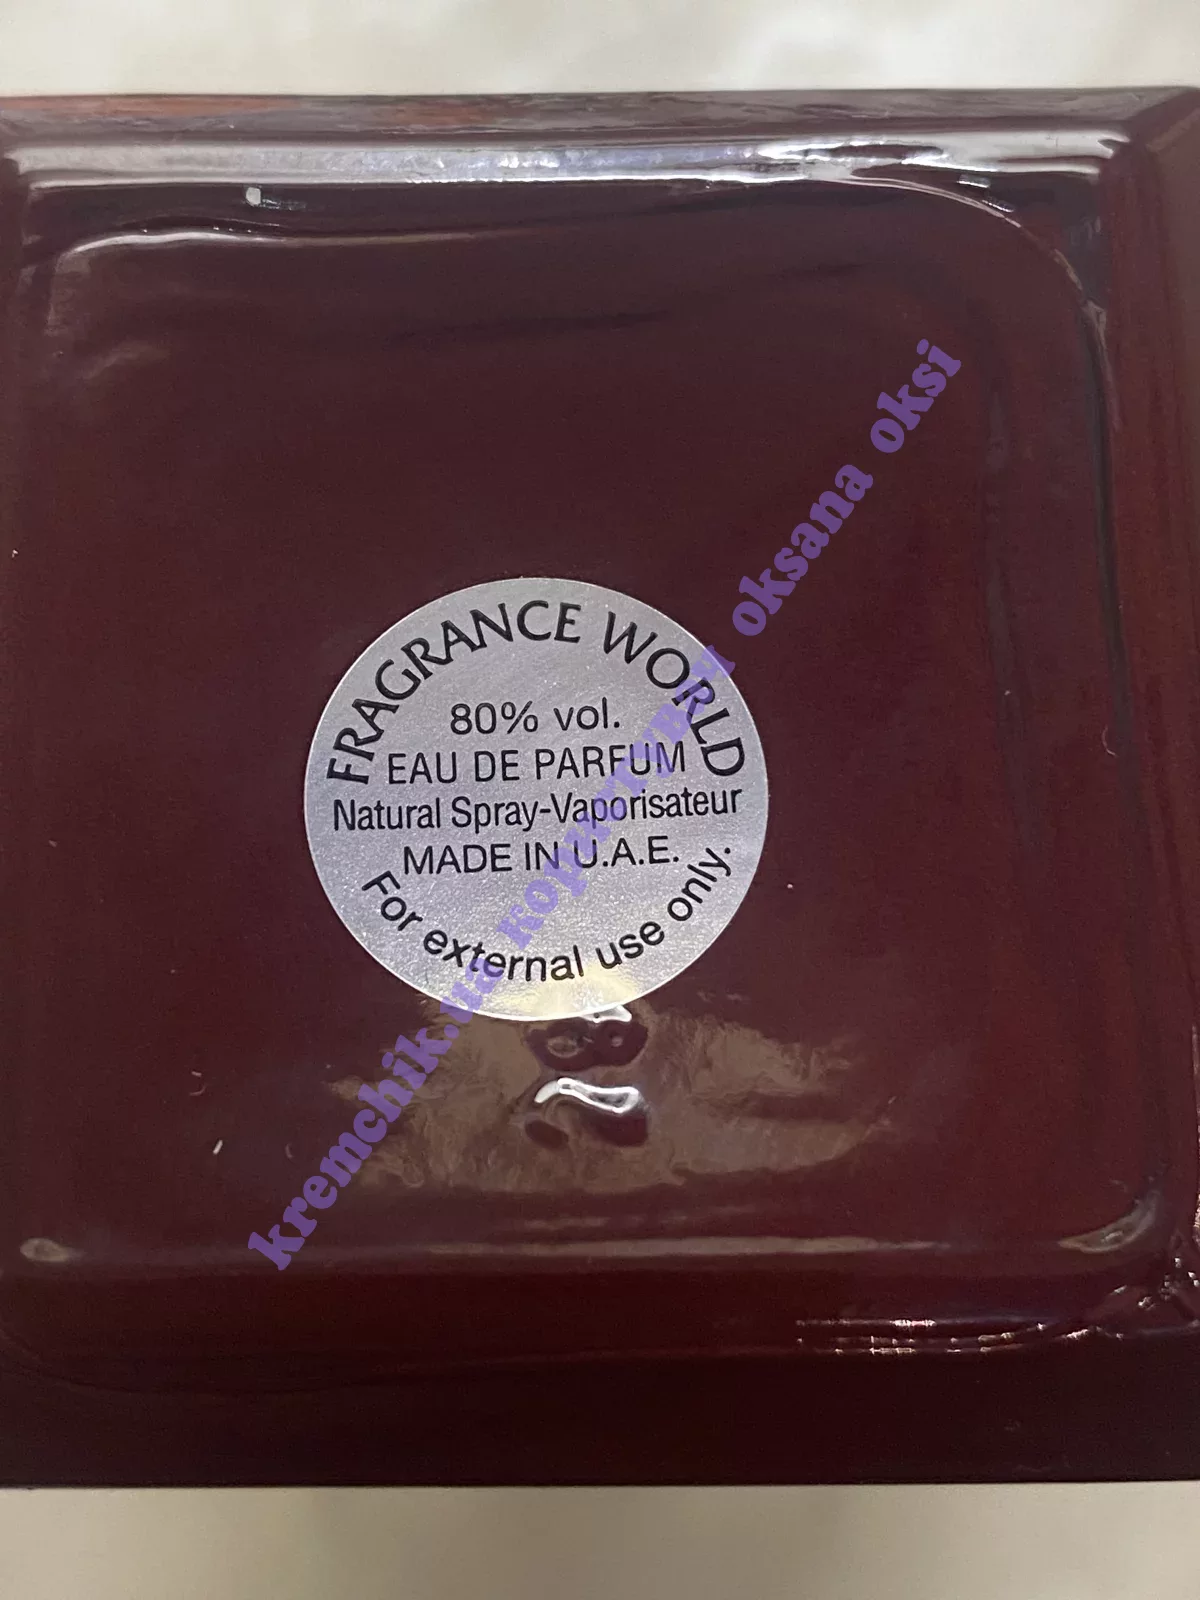 FRAGRANCE WORLD
80% vol.
EAU DE PARFUM
Natural Spray-Vaporisateur
MADE IN U.A.E.
For external use only.
kremchik.ua користувач oksana oksi